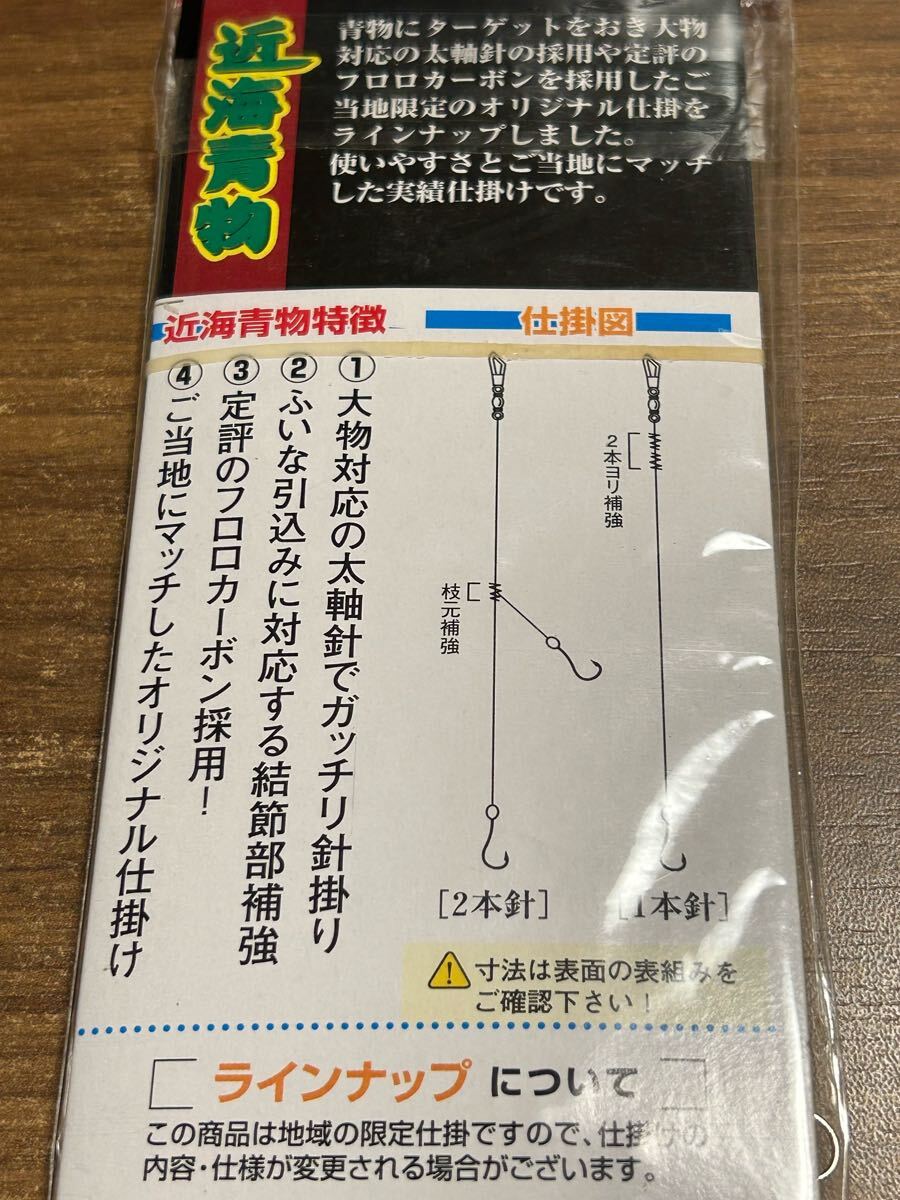 近海青物
青物にターゲットをおき大物
対応の太軸針の採用や定評の
フロロカーボンを採用したご
当地限定のオリジナル仕掛を
ラインナップしました。
使いやすさとご当地にマッチ
した実績仕掛けです。
近海青物特徴
①大物対応の太軸針でガッチリ針掛り
②ふいな引込みに対応する結節部補強
③定評のフロロカーボン採用!
④ご当地にマッチしたオリジナル仕掛け
仕掛図
2本ヨリ補強
枝元補強
[2本針]
[1本針]
寸法は表面の表組みを
ご確認下さい!
ラインナップについて
この商品は地域の限定仕掛ですので、仕掛けの
内容・仕様が変更される場合がございます。